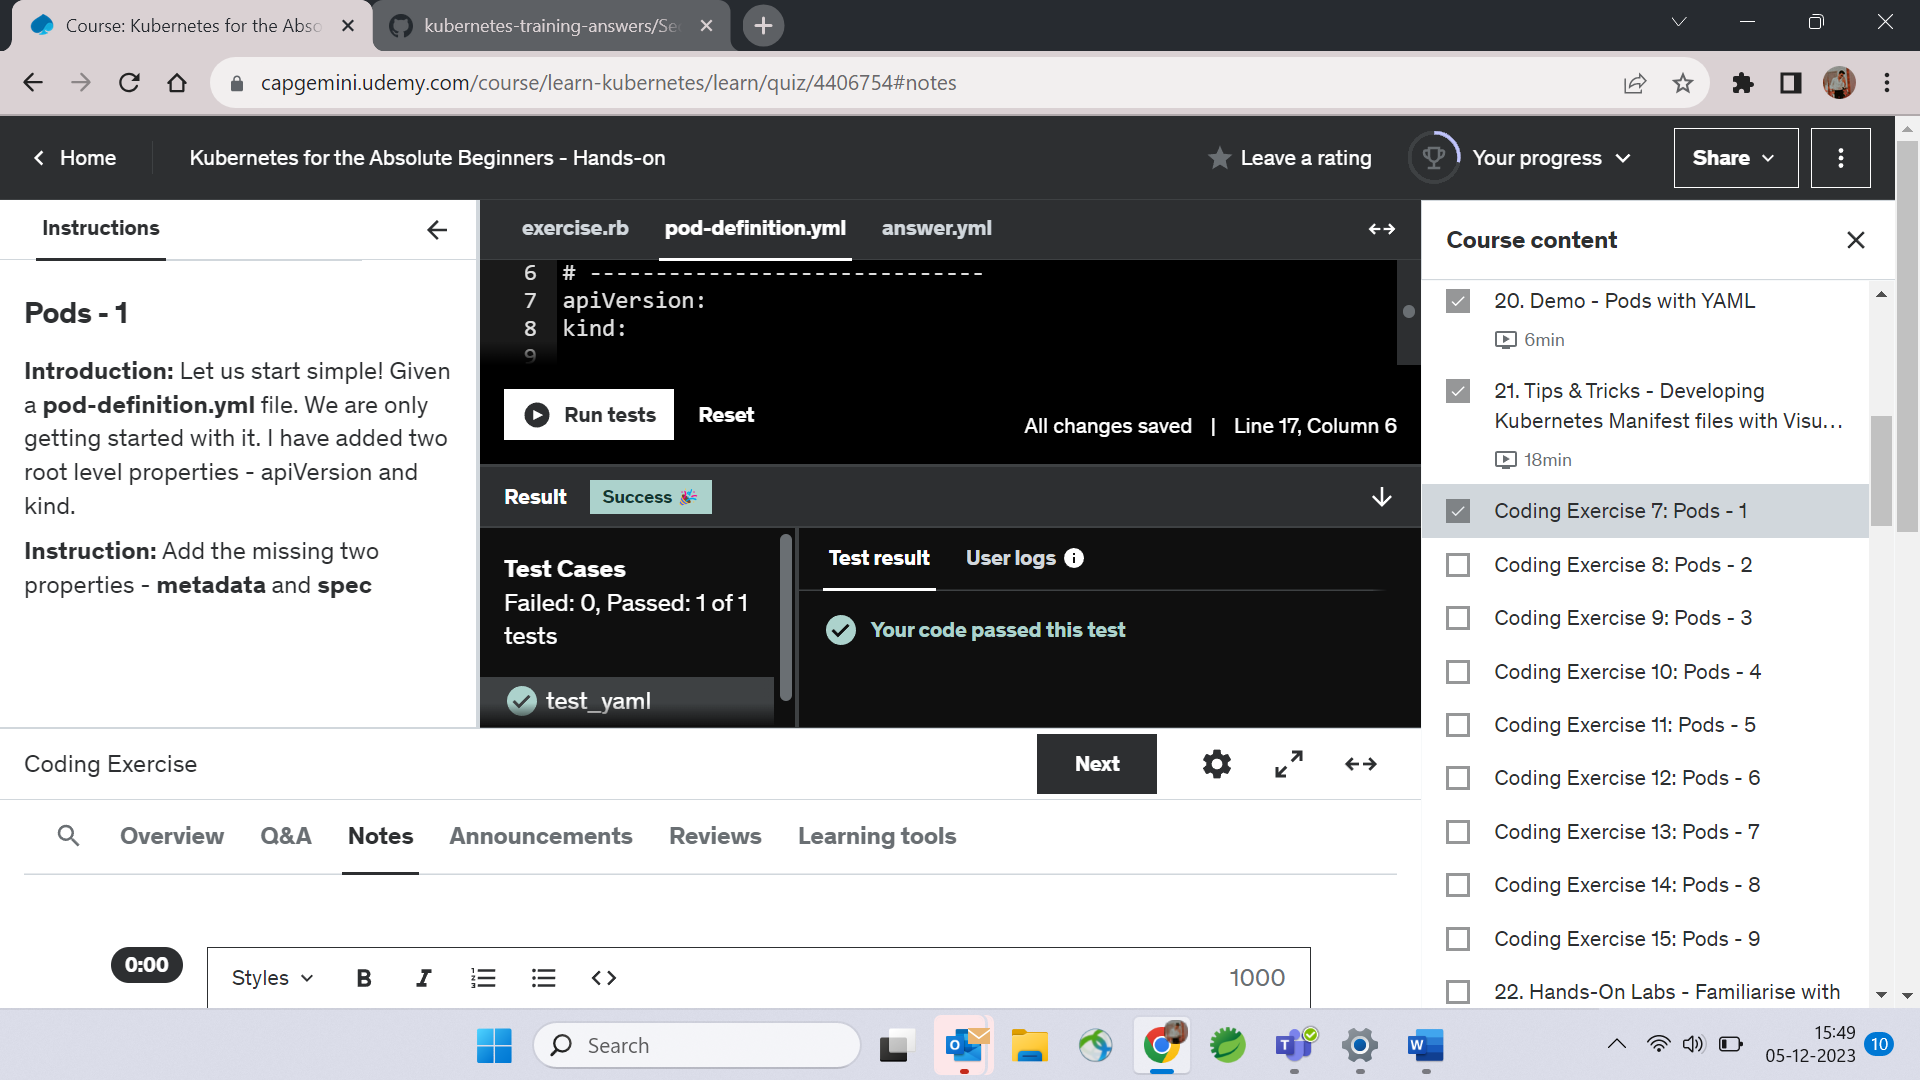 Course: Kubernetes for the Abso
kubernetes-training-answers/Se
capgemini.udemy.com/course/learn-kubernetes/learn/quiz/4406754#notes
Home
Kubernetes for the Absolute Beginners - Hands-on
Leave a rating
Your progress
Share
Instructions
Pods - 1
Introduction: Let us start simple! Given
a pod-definition.yml file. We are only
getting started with it. I have added two
root level properties - apiVersion and
kind.
Instruction: Add the missing two
properties - metadata and spec
exercise.rb
pod-definition.yml
answer.yml
6 # ------------------------------
7 apiVersion:
8 kind:
9
Run tests
Reset
All changes saved | Line 17, Column 6
Result
Success
Test Cases
Failed: 0, Passed: 1 of 1
tests
test_yaml
Test result
User logs
Your code passed this test
Course content
20. Demo - Pods with YAML
6min
21. Tips & Tricks - Developing
Kubernetes Manifest files with Visu...
18min
Coding Exercise 7: Pods - 1
Coding Exercise 8: Pods - 2
Coding Exercise 9: Pods - 3
Coding Exercise 10: Pods - 4
Coding Exercise 11: Pods - 5
Coding Exercise 12: Pods - 6
Coding Exercise 13: Pods - 7
Coding Exercise 14: Pods - 8
Coding Exercise 15: Pods - 9
22. Hands-On Labs - Familiarise with
Coding Exercise
Next
Overview
Q&A
Notes
Announcements
Reviews
Learning tools
0:00
Styles
B
I
1000
Search
15:49
05-12-2023
10